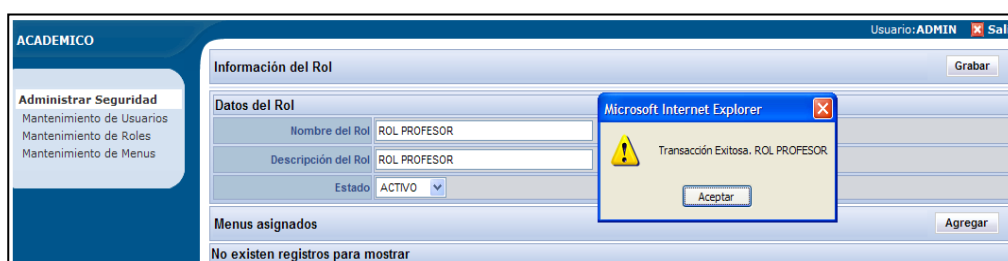 ACADEMICO
Usuario:ADMIN Sali
Información del Rol Grabar
Administrar Seguridad
Mantenimiento de Usuarios
Mantenimiento de Roles
Mantenimiento de Menus
Datos del Rol
Nombre del Rol ROL PROFESOR
Descripción del Rol ROL PROFESOR
Estado ACTIVO
Microsoft Internet Explorer
Transacción Exitosa. ROL PROFESOR
Aceptar
Menus asignados Agregar
No existen registros para mostrar